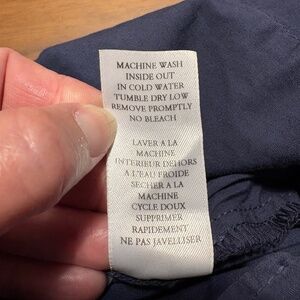 MACHINE WASH
INSIDE OUT
IN COLD WATER
TUMBLE DRY LOW
REMOVE PROMPTLY
NO BLEACH
LAVER A LA
MACHINE
INTERIEUR DEHORS
A L'EAU FROIDE
SECHER A LA
MACHINE
CYCLE DOUX
SUPPRIMER
RAPIDEMENT
NE PAS JAVELLISER